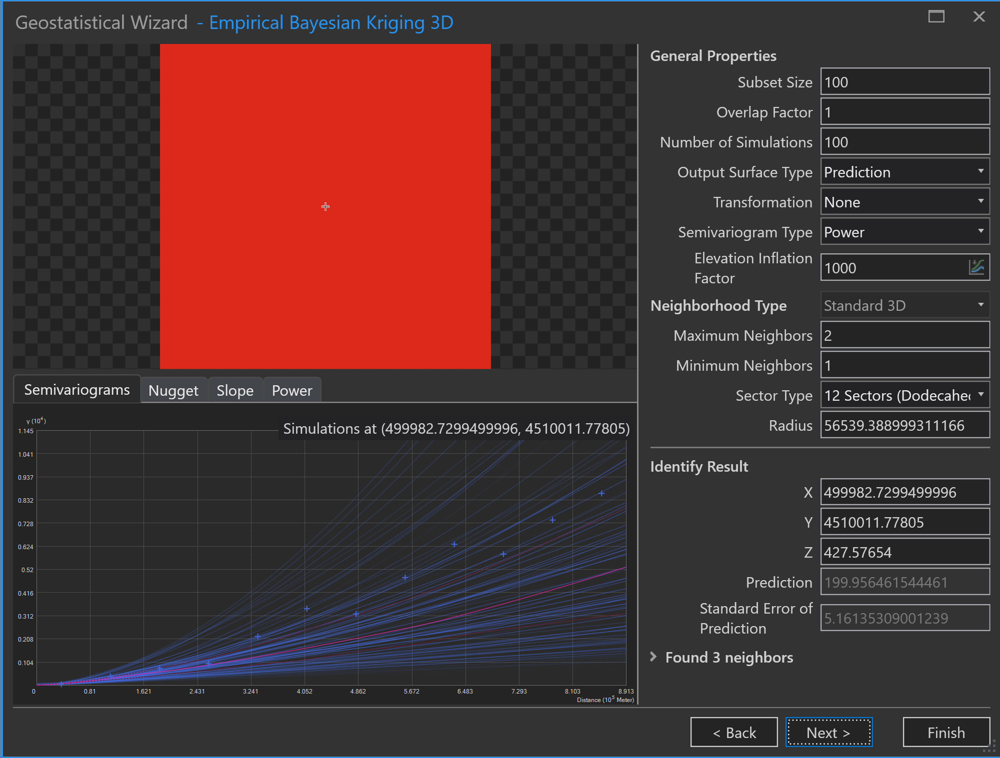 Geostatistical Wizard - Empirical Bayesian Kriging 3D
General Properties
Subset Size 100
Overlap Factor 1
Number of Simulations 100
Output Surface Type Prediction
Transformation None
Semivariogram Type Power
Elevation Inflation
Factor
1000
Neighborhood Type Standard 3D
Maximum Neighbors 2
Minimum Neighbors 1
Sector Type 12 Sectors (Dodecahe
Radius 56539.388999311166
Identify Result
X 499982.7299499996
Y 4510011.77805
Z 427.57654
Prediction 199.956461544461
Standard Error of
Prediction
5.16135309001239
Found 3 neighbors
Semivariograms Nugget Slope Power
γ (10⁴)
Simulations at (499982.7299499996, 4510011.77805)
1.145
1.041
0.937
0.832
0.728
0.624
0.52
0.416
0.312
0.208
0.104
0 0.81 1.621 2.431 3.241 4.052 4.862 5.672 6.483 7.293 8.103 8.913
Distance (10⁵ Meter)
< Back Next > Finish